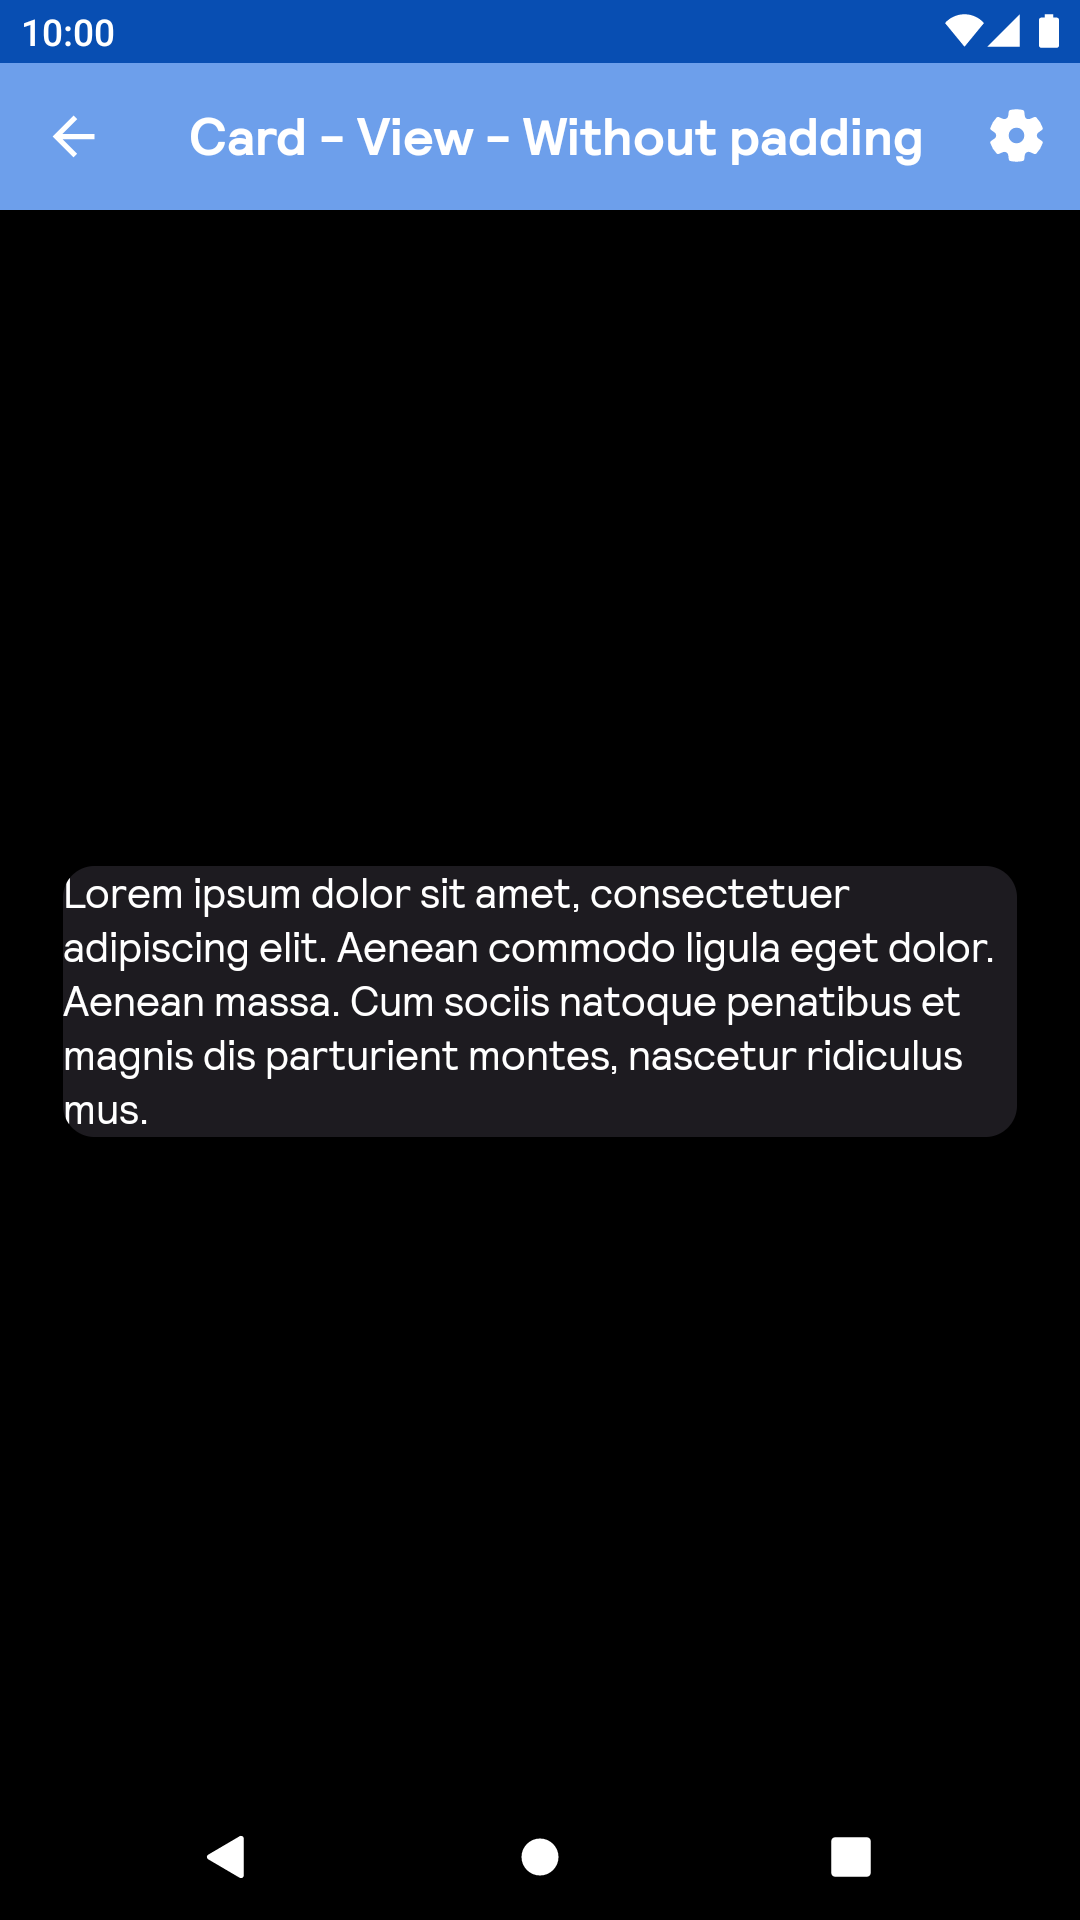 10:00
Card - View - Without padding
Lorem ipsum dolor sit amet, consectetuer
adipiscing elit. Aenean commodo ligula eget dolor.
Aenean massa. Cum sociis natoque penatibus et
magnis dis parturient montes, nascetur ridiculus
mus.